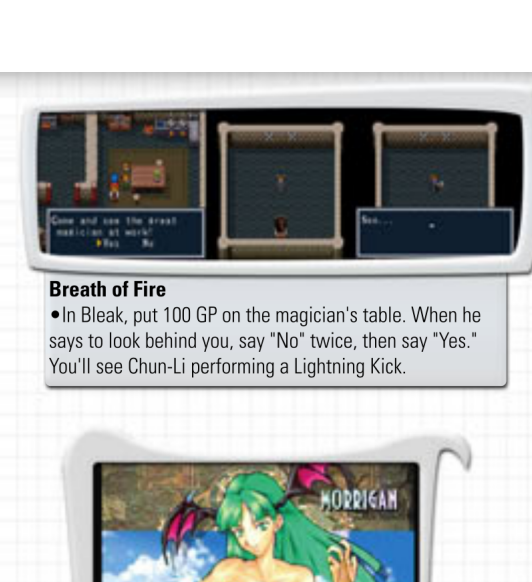 Come and see the great
magician at work!
Yes No
See...
Breath of Fire
•In Bleak, put 100 GP on the magician's table. When he
says to look behind you, say "No" twice, then say "Yes."
You'll see Chun-Li performing a Lightning Kick.
MORRIGAN